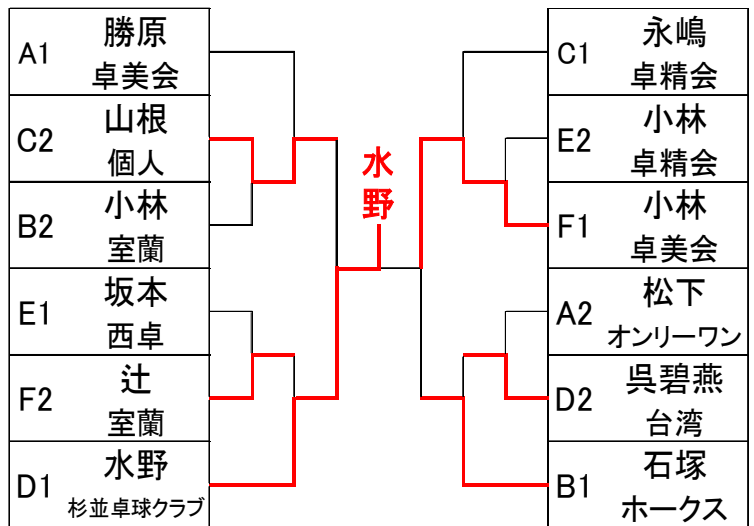 A1
勝原
卓美会
C2
山根
個人
B2
小林
室蘭
E1
坂本
西卓
F2
辻
室蘭
D1
水野
杉並卓球クラブ
水野
C1
永嶋
卓精会
E2
小林
卓精会
F1
小林
卓美会
A2
松下
オンリーワン
D2
呉碧燕
台湾
B1
石塚
ホークス